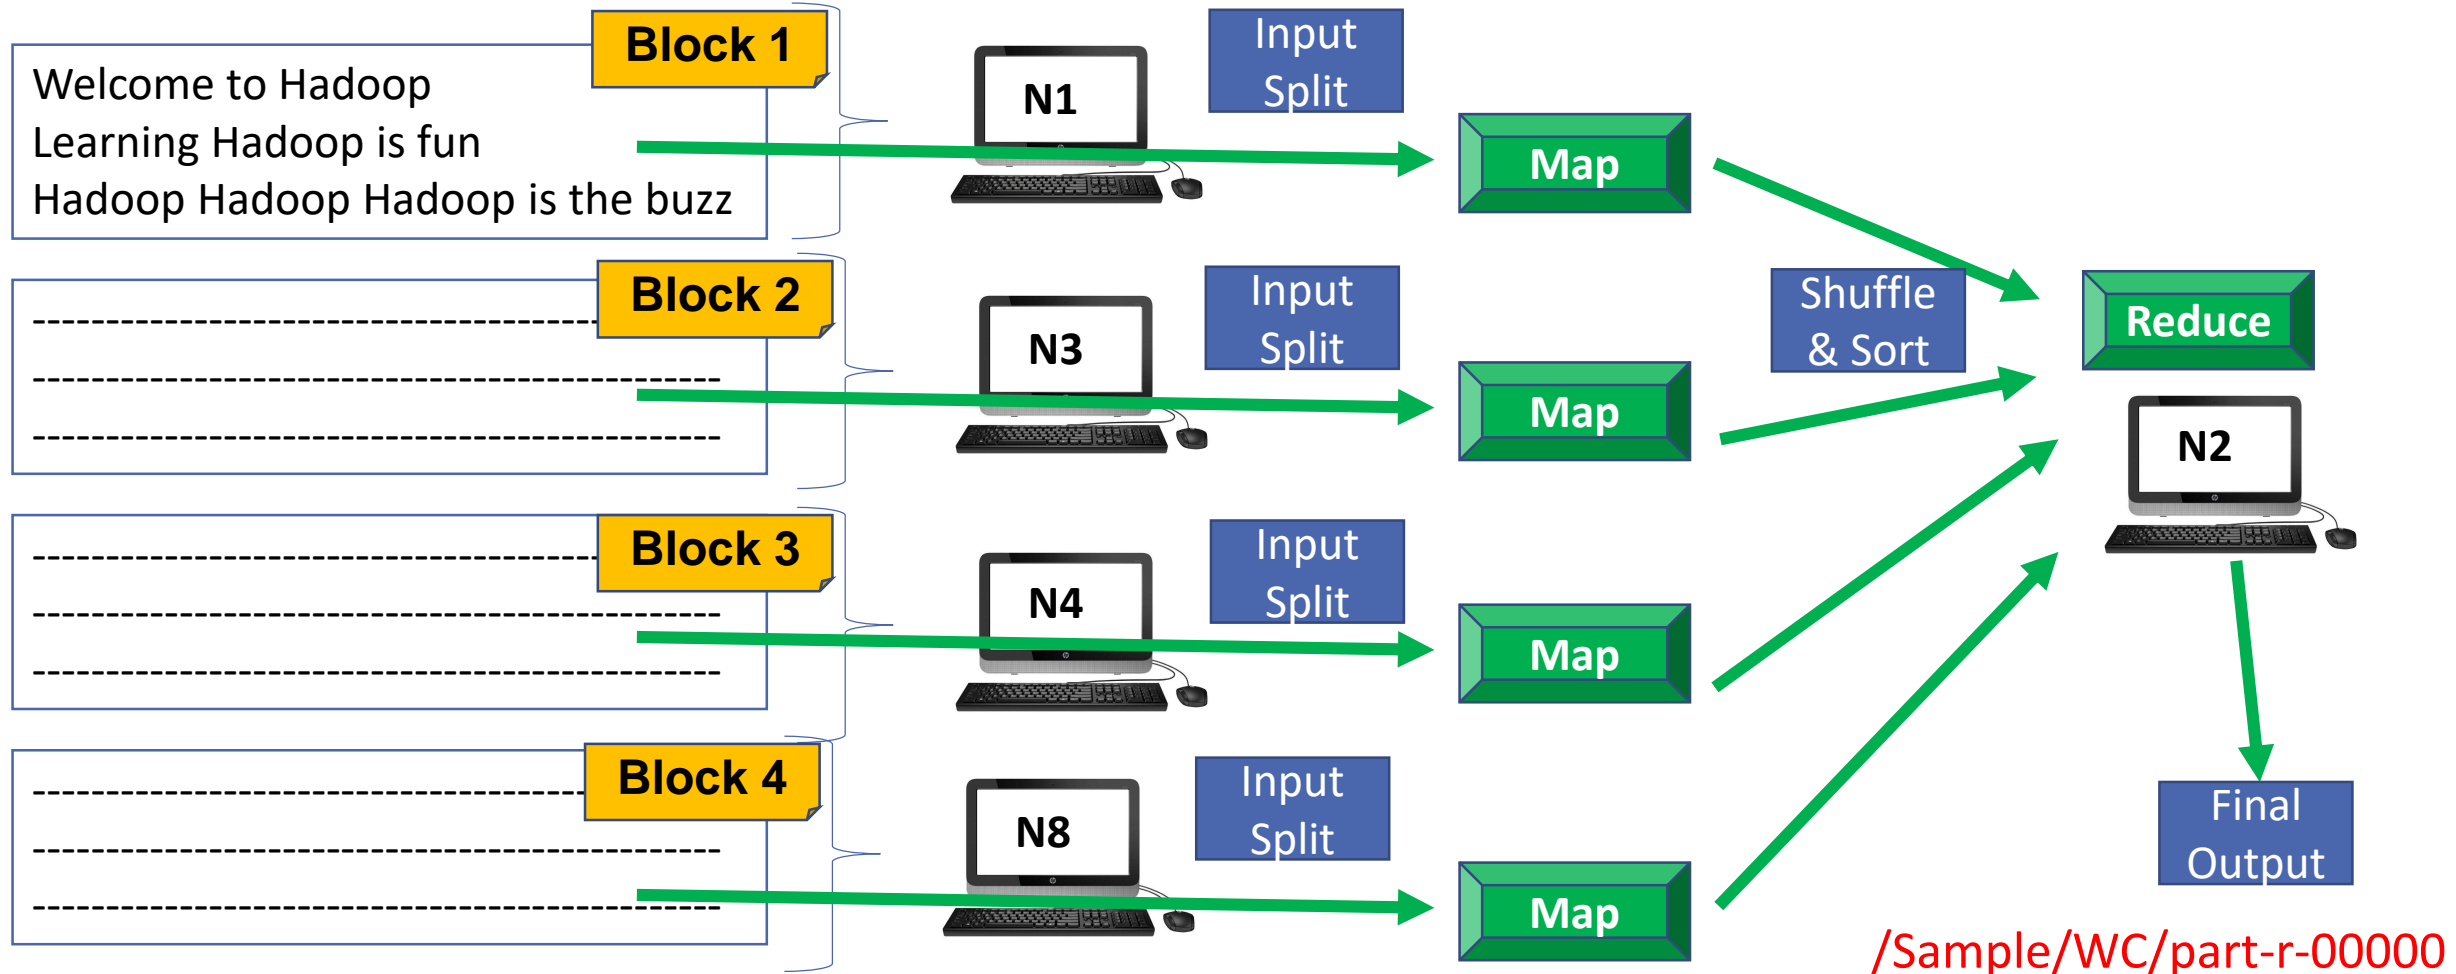 Block 1
Welcome to Hadoop
Learning Hadoop is fun
Hadoop Hadoop Hadoop is the buzz
N1
Input
Split
Map
Block 2
----------------------------------------
---------------------------------------------
---------------------------------------------
N3
Input
Split
Map
Shuffle
& Sort
Reduce
N2
Block 3
----------------------------------------
---------------------------------------------
---------------------------------------------
N4
Input
Split
Map
Block 4
----------------------------------------
---------------------------------------------
---------------------------------------------
N8
Input
Split
Map
Final
Output
/Sample/WC/part-r-00000